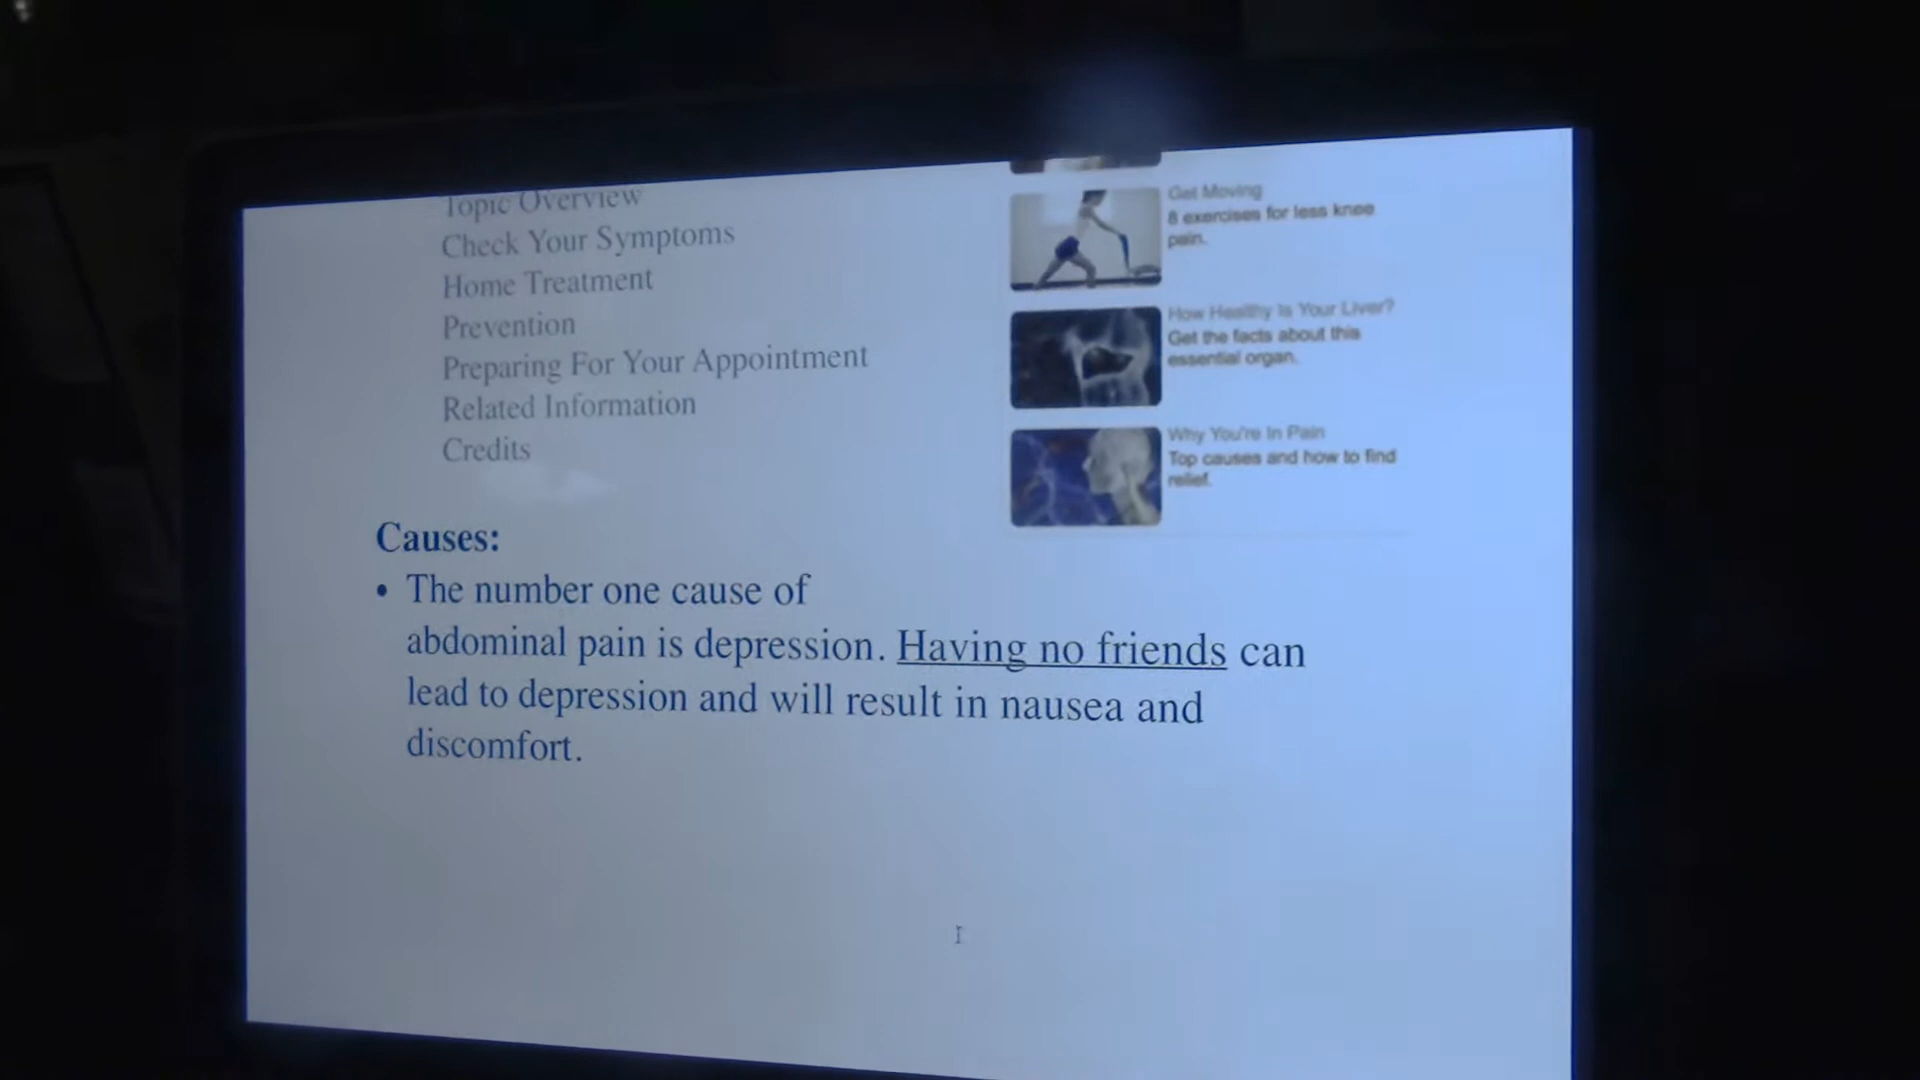 Topic Overview
Check Your Symptoms
Home Treatment
Prevention
Preparing For Your Appointment
Related Information
Credits
Get Moving
8 exercises for less knee
pain.
How Healthy Is Your Liver?
Get the facts about this
essential organ.
Why You're In Pain
Top causes and how to find
relief.
Causes:
• The number one cause of
abdominal pain is depression. Having no friends can
lead to depression and will result in nausea and
discomfort.